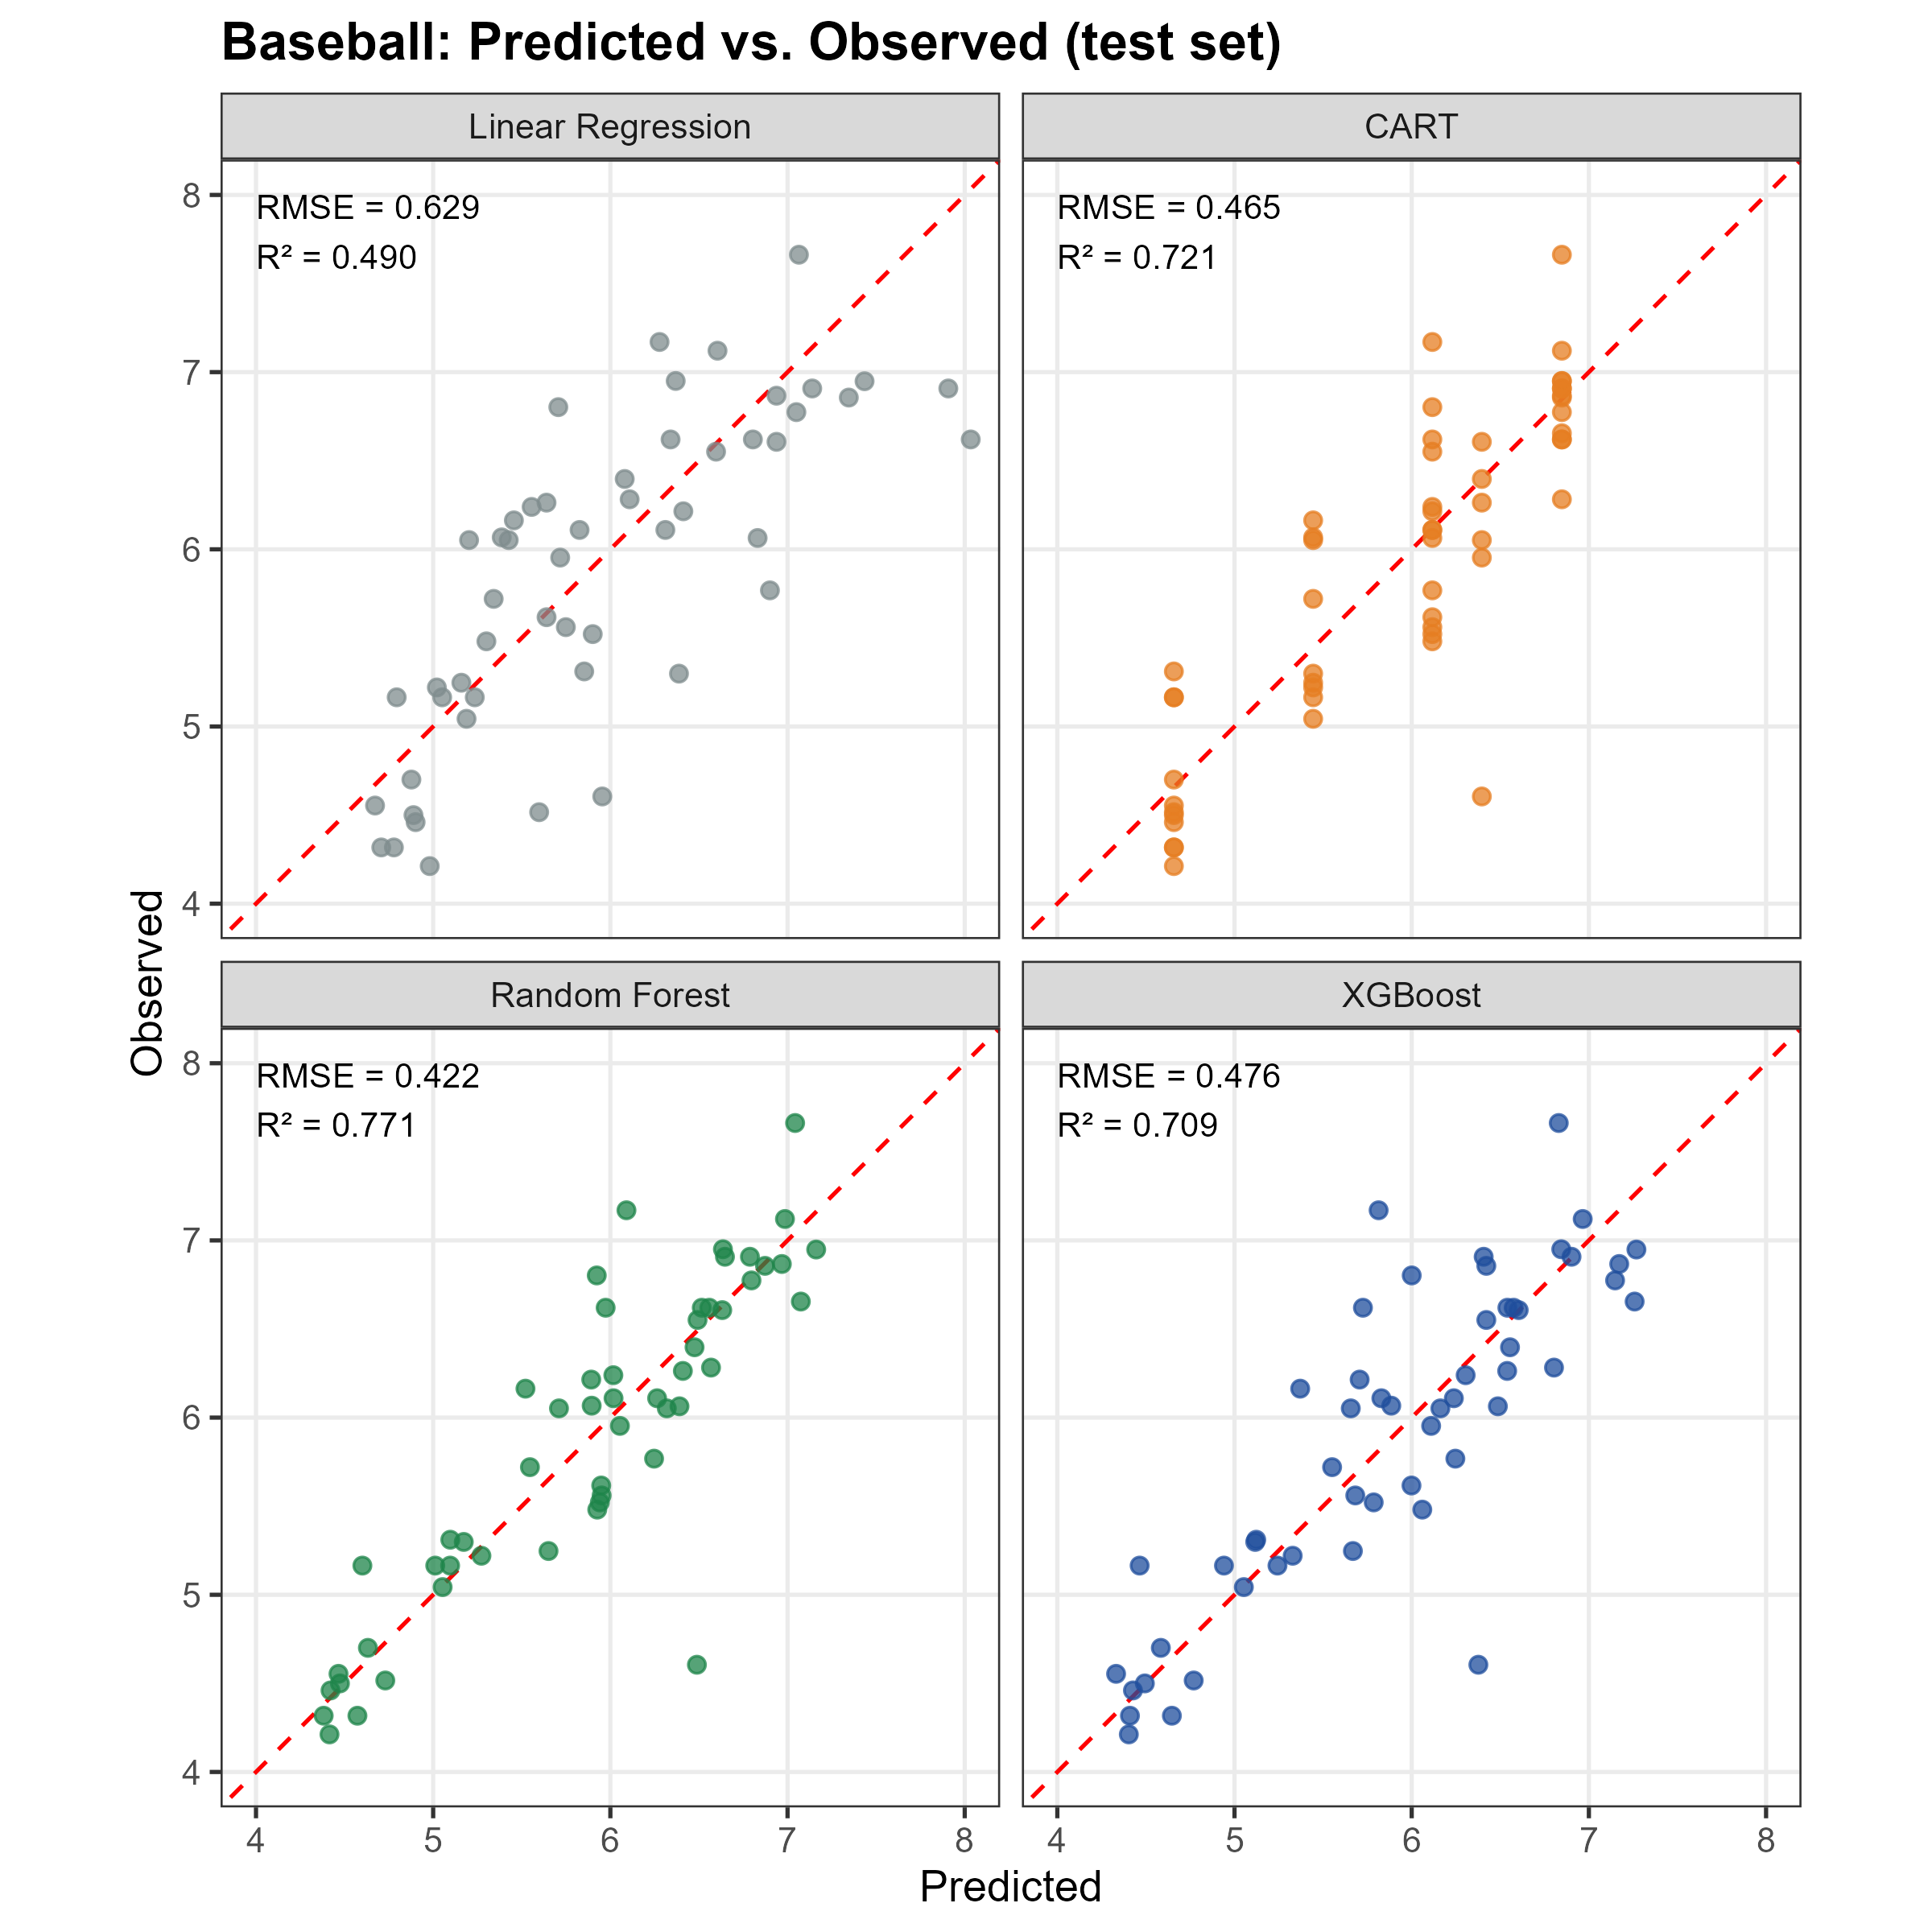 Baseball: Predicted vs. Observed (test set)
Linear Regression
CART
RMSE = 0.629
R² = 0.490
RMSE = 0.465
R² = 0.721
8
7
6
5
4
Observed
Random Forest
XGBoost
RMSE = 0.422
R² = 0.771
RMSE = 0.476
R² = 0.709
8
7
6
5
4
4 5 6 7 8
4 5 6 7 8
Predicted